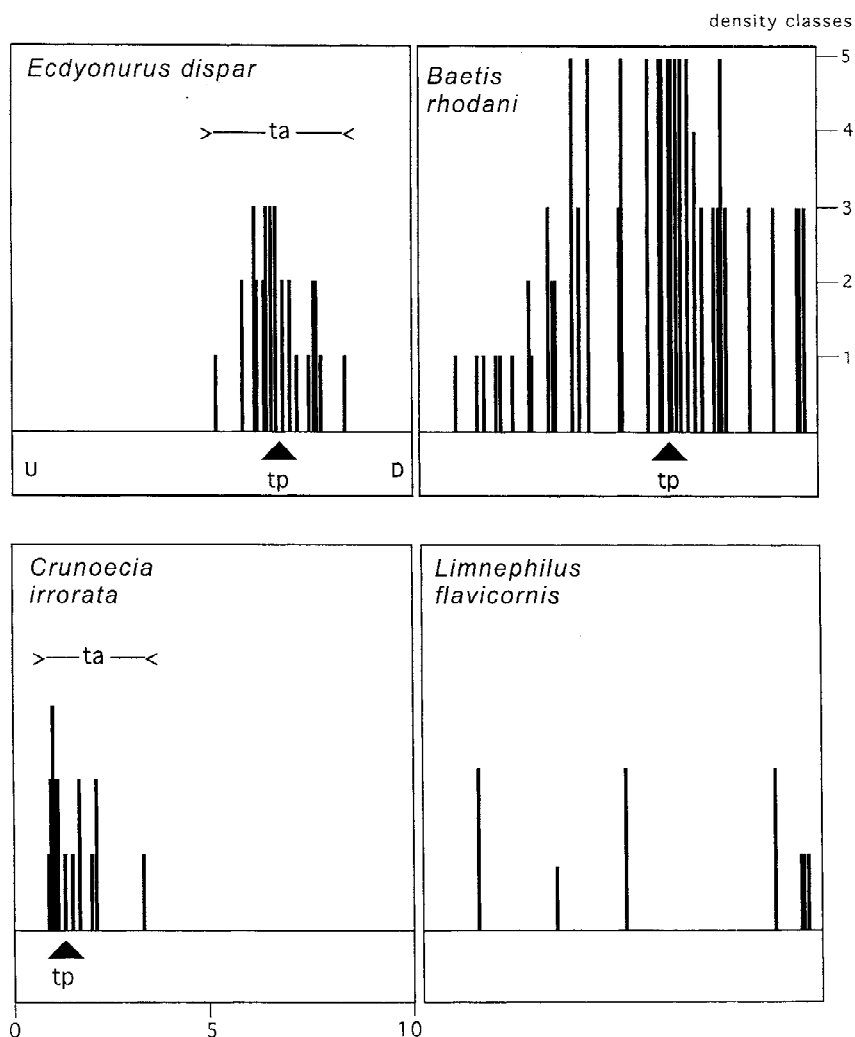 density classes
Ecdyonurus dispar
> ta <
U
D
tp
Baetis
rhodani
5
4
3
2
1
tp
Crunoecia
irrorata
> ta <
tp
0
5
10
Limnephilus
flavicornis